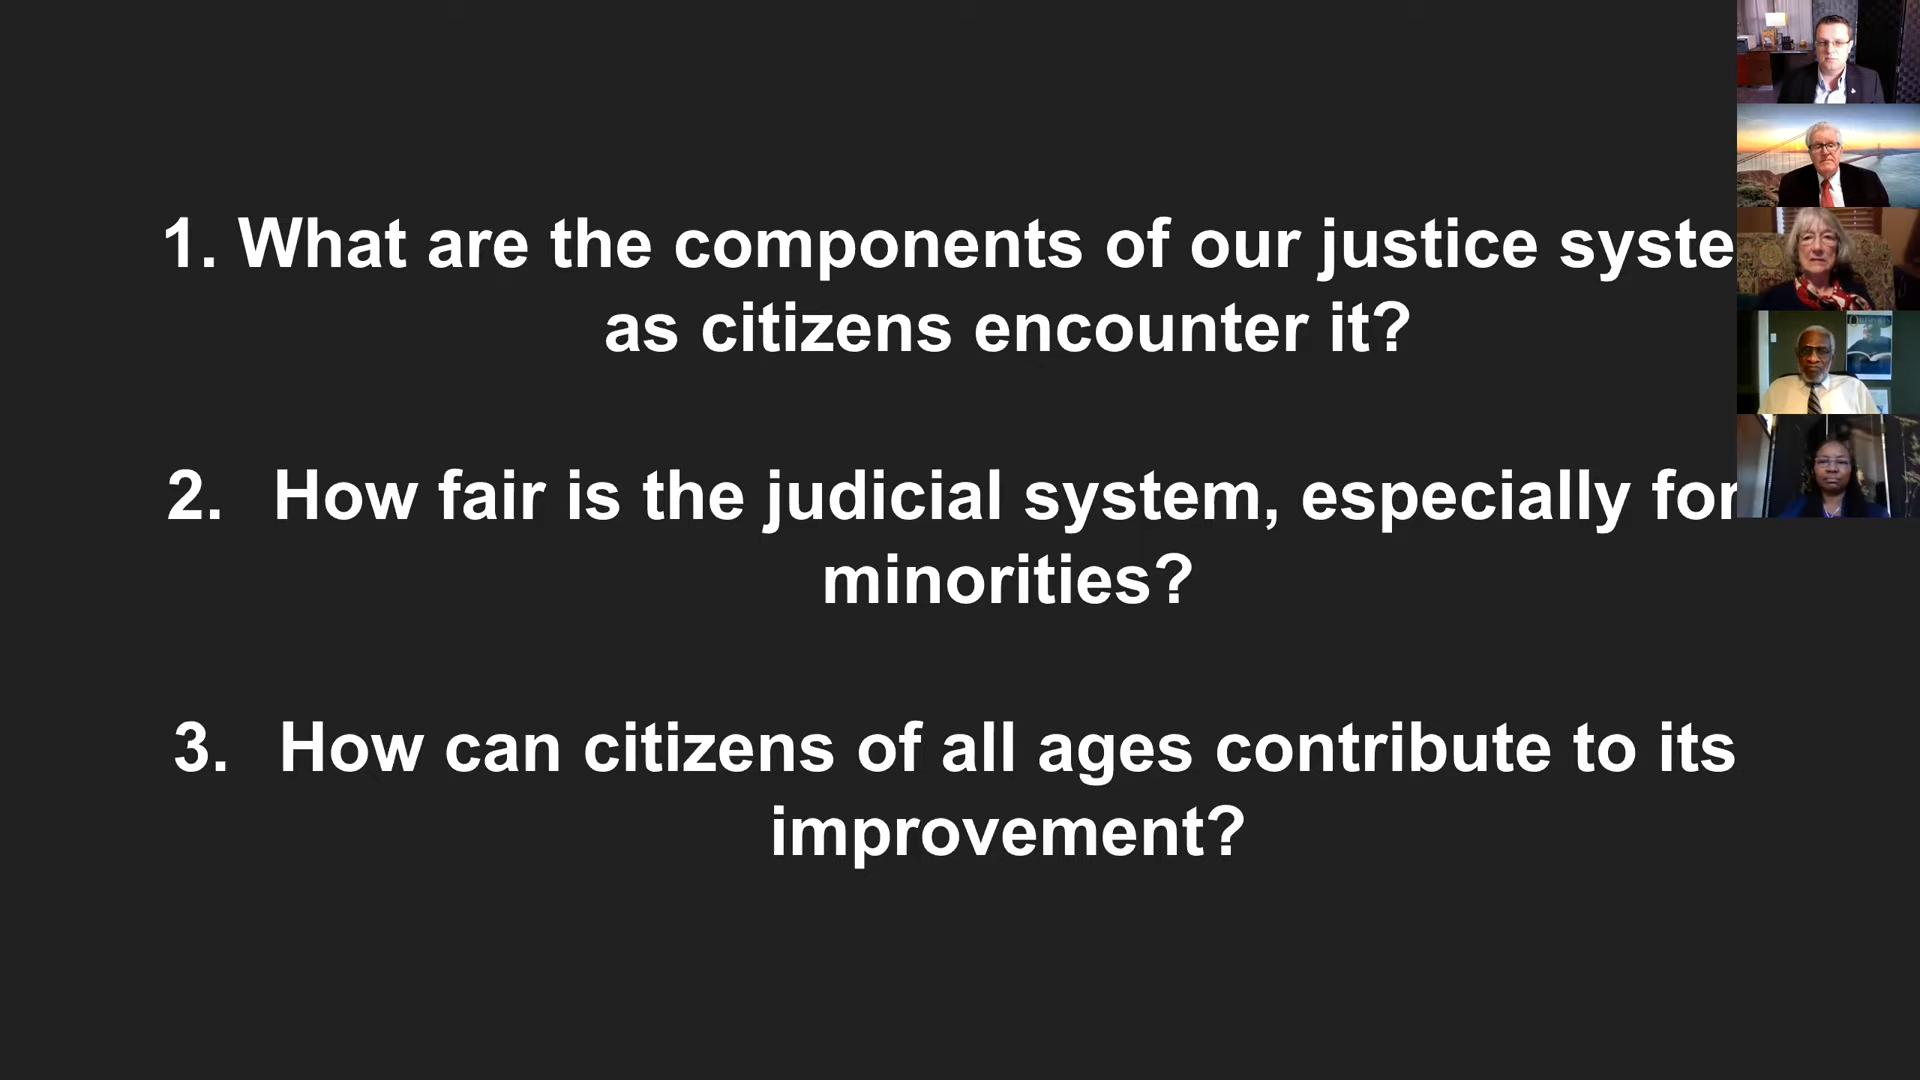 1. What are the components of our justice syste
as citizens encounter it?
2. How fair is the judicial system, especially for
minorities?
3. How can citizens of all ages contribute to its
improvement?